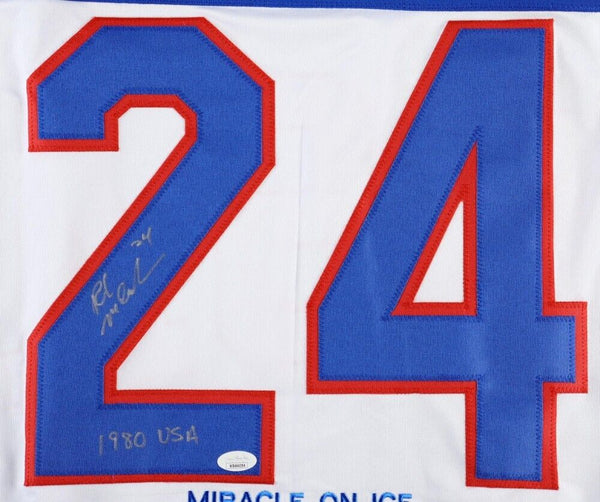 24
24
1980 USA
MIRACLE ON ICE